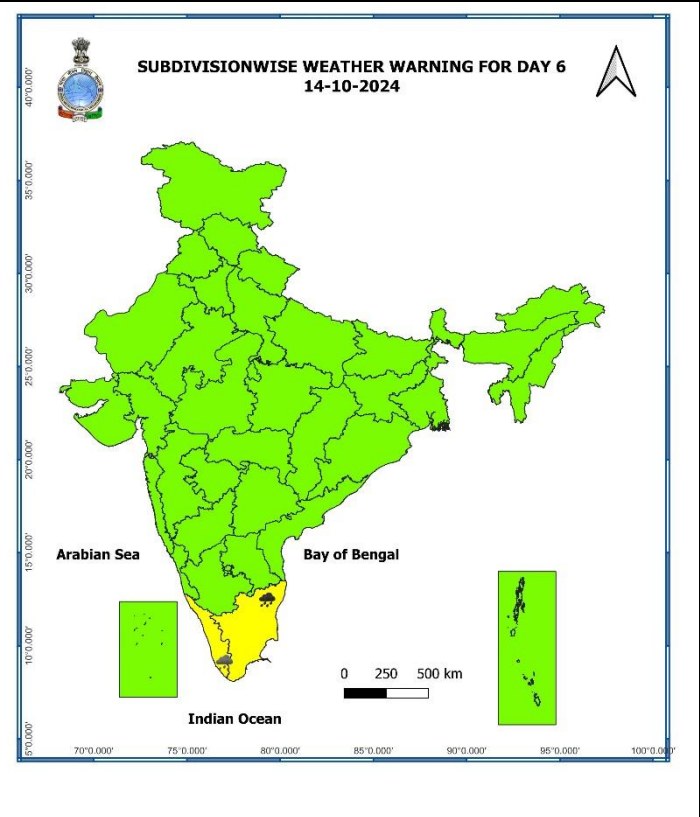 SUBDIVISIONWISE WEATHER WARNING FOR DAY 6
14-10-2024
40°0.000'
35°0.000'
30°0.000'
25°0.000'
20°0.000'
15°0.000'
10°0.000'
5°0.000'
Arabian Sea
Bay of Bengal
0 250 500 km
Indian Ocean
70°0.000' 75°0.000' 80°0.000' 85°0.000' 90°0.000' 95°0.000' 100°0.000'